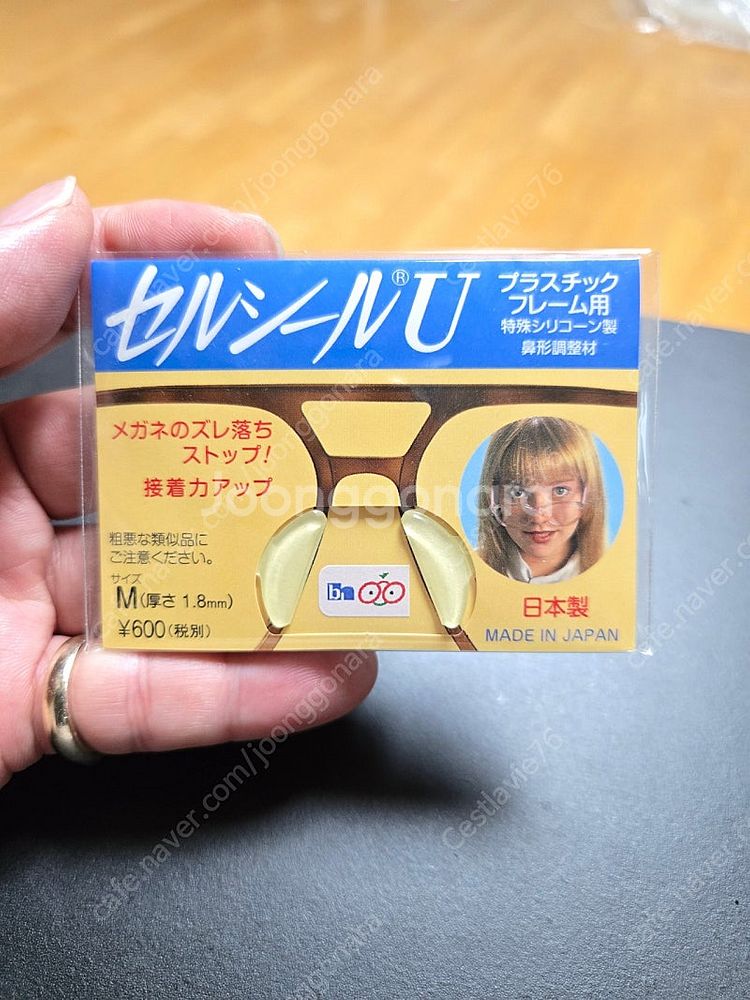 セルシール®U
プラスチック
フレーム用
特殊シリコーン製
鼻形調整材
メガネのズレ落ち
ストップ!
接着力アップ
粗悪な類似品に
ご注意ください。
サイズ
M(厚さ 1.8mm)
¥600(税別)
bn
日本製
MADE IN JAPAN
Joonggonara
cafe.naver.com/joonggonara
Cestlavie76